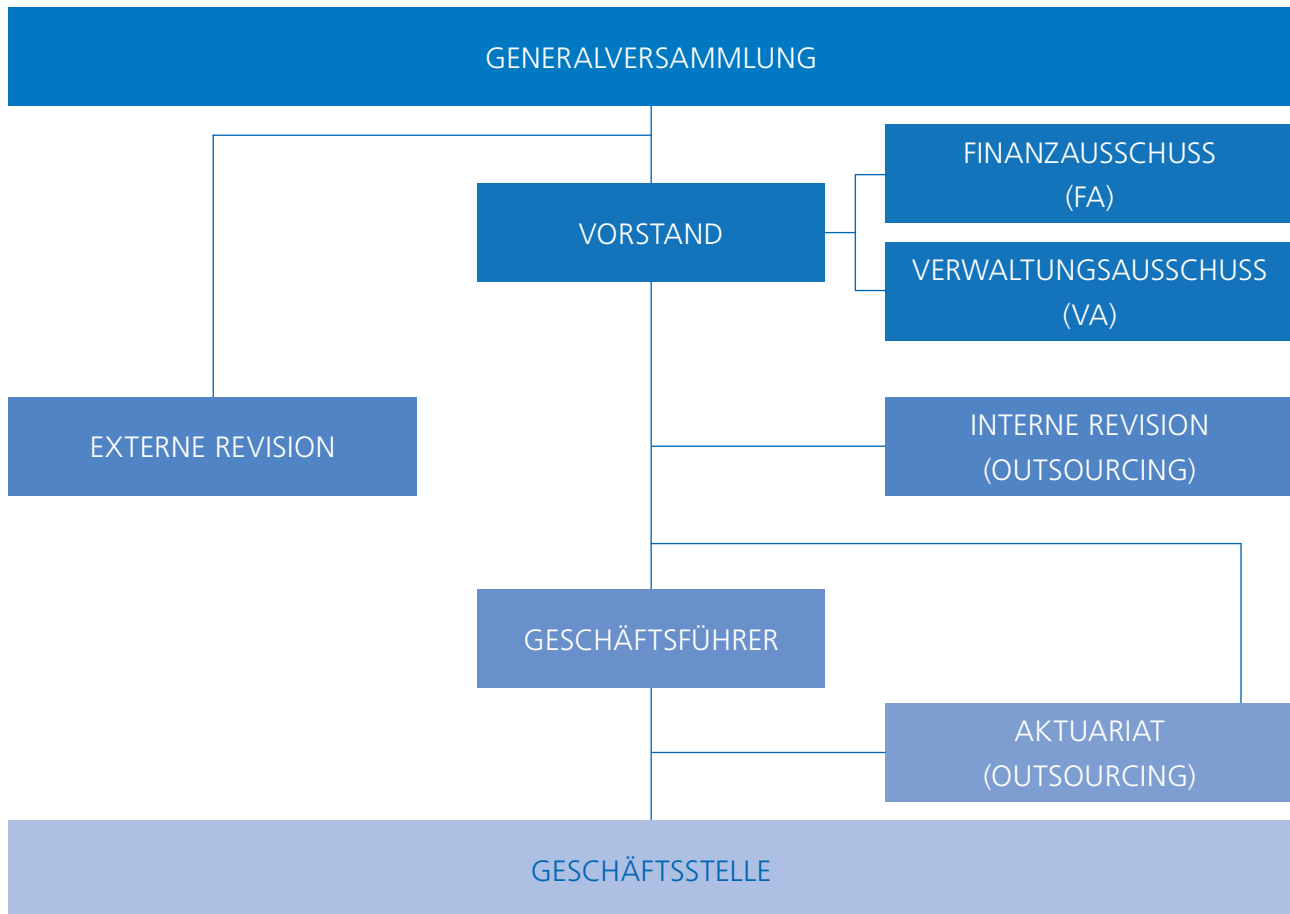 GENERALVERSAMMLUNG
FINANZAUSSCHUSS
(FA)
VORSTAND
VERWALTUNGSAUSSCHUSS
(VA)
EXTERNE REVISION
INTERNE REVISION
(OUTSOURCING)
GESCHÄFTSFÜHRER
AKTUARIAT
(OUTSOURCING)
GESCHÄFTSSTELLE